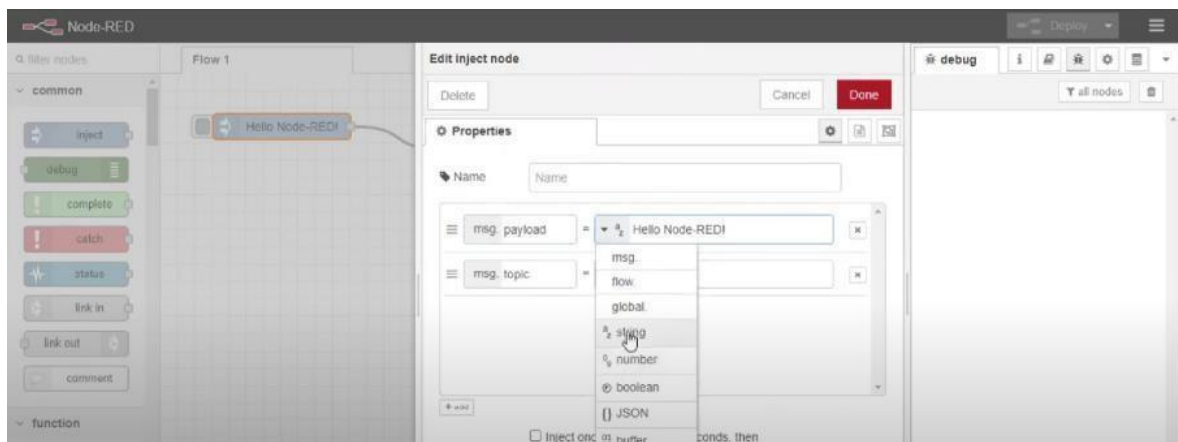 Node-RED
Deploy
filter nodes
common
inject
debug
complete
catch
status
link in
link out
comment
function
Flow 1
Hello Node-RED!
Edit inject node
Delete
Cancel
Done
Properties
Name
Name
msg. payload
=
Hello Node-RED!
msg. topic
=
msg.
flow.
global.
string
number
boolean
{} JSON
buffer
+ add
Inject once
conds, then
debug
i
all nodes